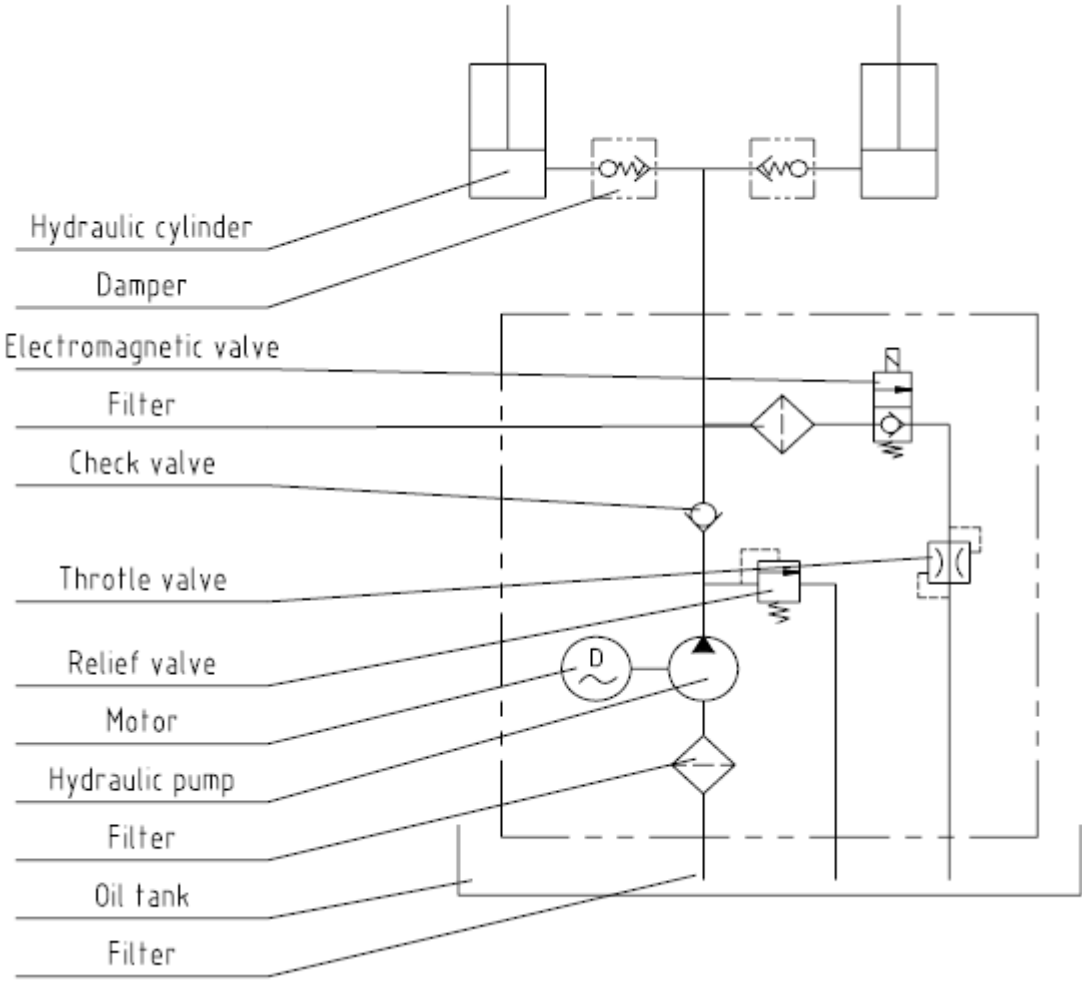 Hydraulic cylinder
Damper
Electromagnetic valve
Filter
Check valve
Throtle valve
Relief valve
D
Motor
Hydraulic pump
Filter
Oil tank
Filter